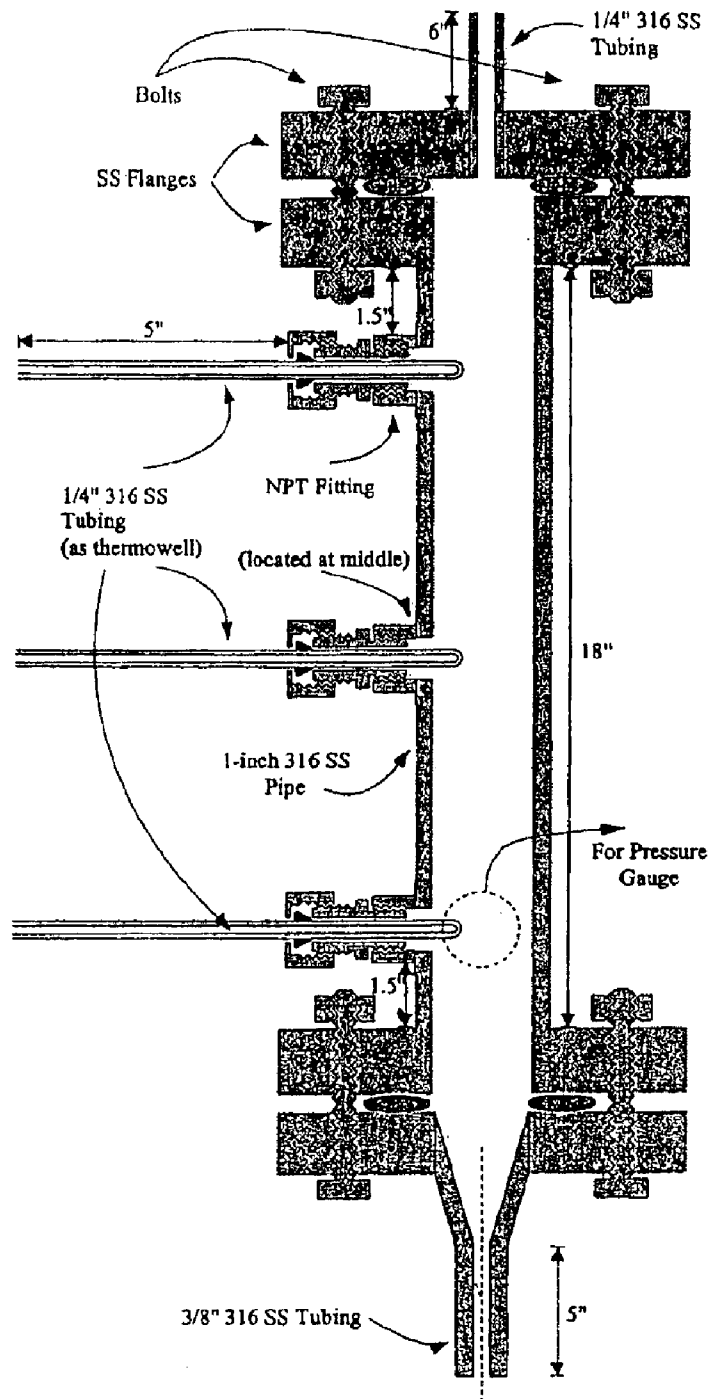 6"
1/4" 316 SS
Tubing
Bolts
SS Flanges
1.5"
5"
NPT Fitting
1/4" 316 SS
Tubing
(as thermowell)
(located at middle)
18"
1-inch 316 SS
Pipe
For Pressure
Gauge
1.5"
3/8" 316 SS Tubing
5"